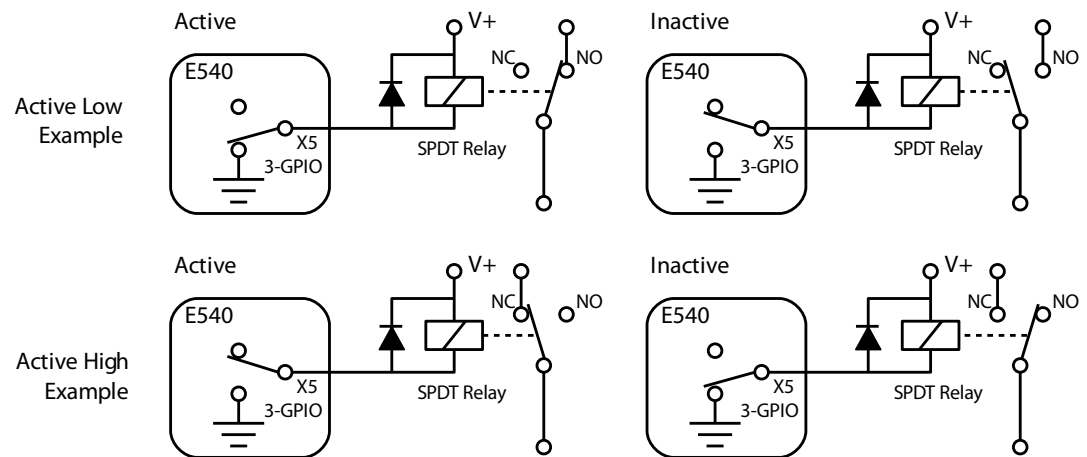 Active
V+
E540
NC
NO
X5
3-GPIO
SPDT Relay
Inactive
V+
E540
NC
NO
X5
3-GPIO
SPDT Relay
Active Low
Example
Active
V+
E540
NC
NO
X5
3-GPIO
SPDT Relay
Inactive
V+
E540
NC
NO
X5
3-GPIO
SPDT Relay
Active High
Example